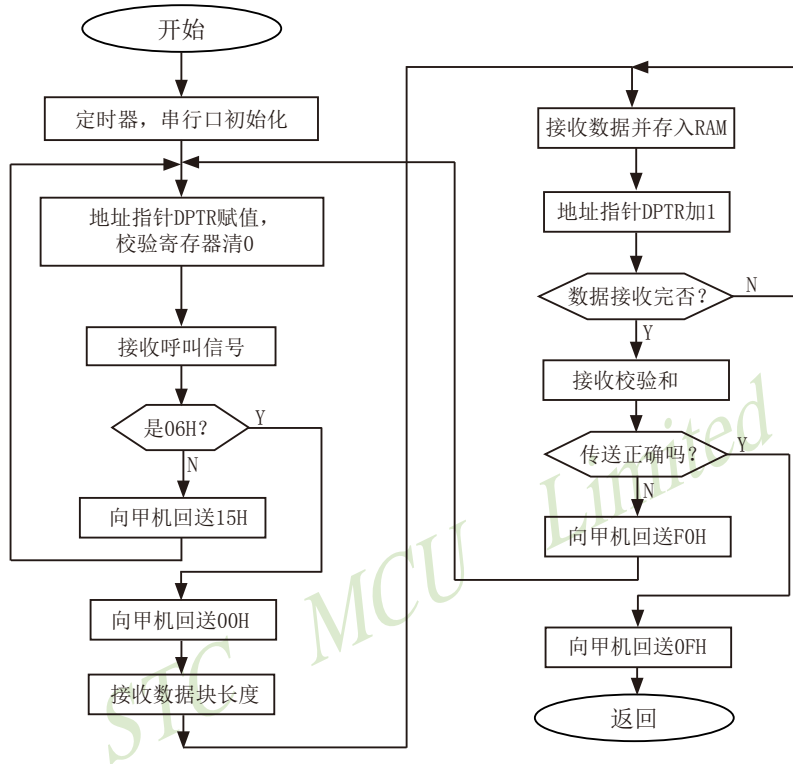 开始
定时器，串行口初始化
地址指针DPTR赋值，
校验寄存器清0
接收呼叫信号
是06H？
Y
N
向甲机回送15H
向甲机回送00H
接收数据块长度
接收数据并存入RAM
地址指针DPTR加1
数据接收完否？
N
Y
接收校验和
传送正确吗？
Y
N
向甲机回送F0H
向甲机回送0FH
返回
STC MCU Limited